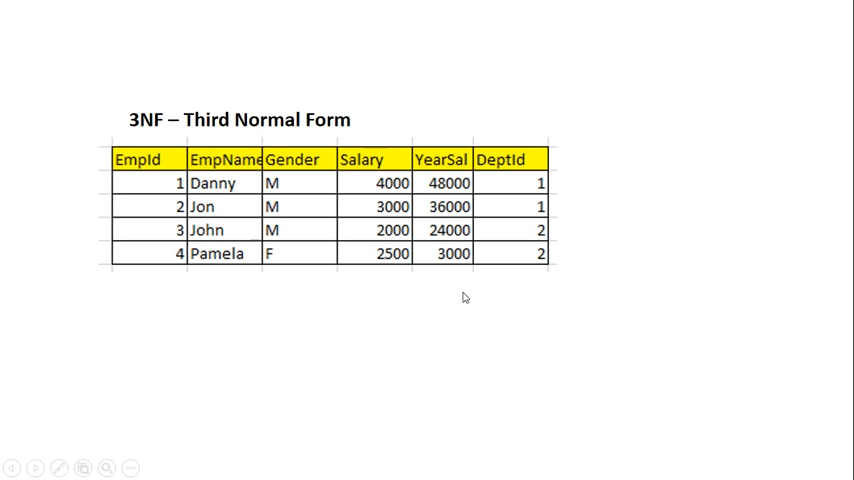 3NF – Third Normal Form
EmpId EmpName Gender Salary YearSal DeptId
1 Danny M 4000 48000 1
2 Jon M 3000 36000 1
3 John M 2000 24000 2
4 Pamela F 2500 3000 2